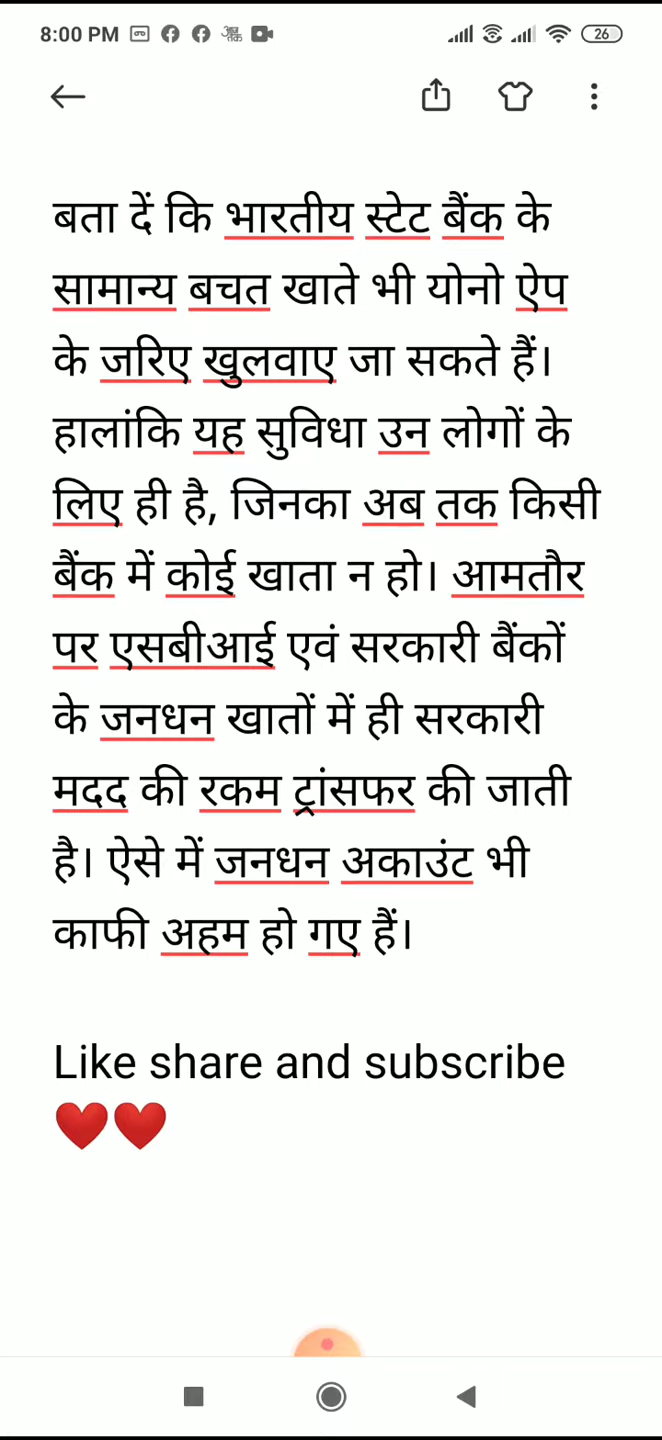 8:00 PM
26
बता दें कि भारतीय स्टेट बैंक के
सामान्य बचत खाते भी योनो ऐप
के जरिए खुलवाए जा सकते हैं।
हालांकि यह सुविधा उन लोगों के
लिए ही है, जिनका अब तक किसी
बैंक में कोई खाता न हो। आमतौर
पर एसबीआई एवं सरकारी बैंकों
के जनधन खातों में ही सरकारी
मदद की रकम ट्रांसफर की जाती
है। ऐसे में जनधन अकाउंट भी
काफी अहम हो गए हैं।
Like share and subscribe
❤️❤️